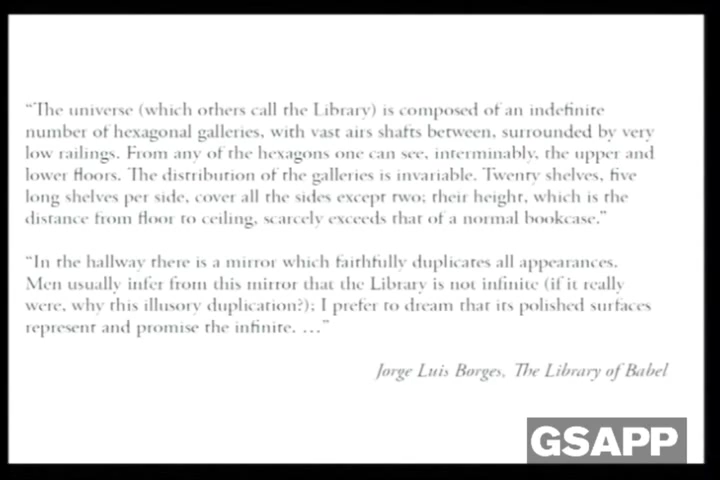 “The universe (which others call the Library) is composed of an indefinite
number of hexagonal galleries, with vast airs shafts between, surrounded by very
low railings. From any of the hexagons one can see, interminably, the upper and
lower floors. The distribution of the galleries is invariable. Twenty shelves, five
long shelves per side, cover all the sides except two; their height, which is the
distance from floor to ceiling, scarcely exceeds that of a normal bookcase.”
“In the hallway there is a mirror which faithfully duplicates all appearances.
Men usually infer from this mirror that the Library is not infinite (if it really
were, why this illusory duplication?); I prefer to dream that its polished surfaces
represent and promise the infinite. …”
Jorge Luis Borges, The Library of Babel
GSAPP